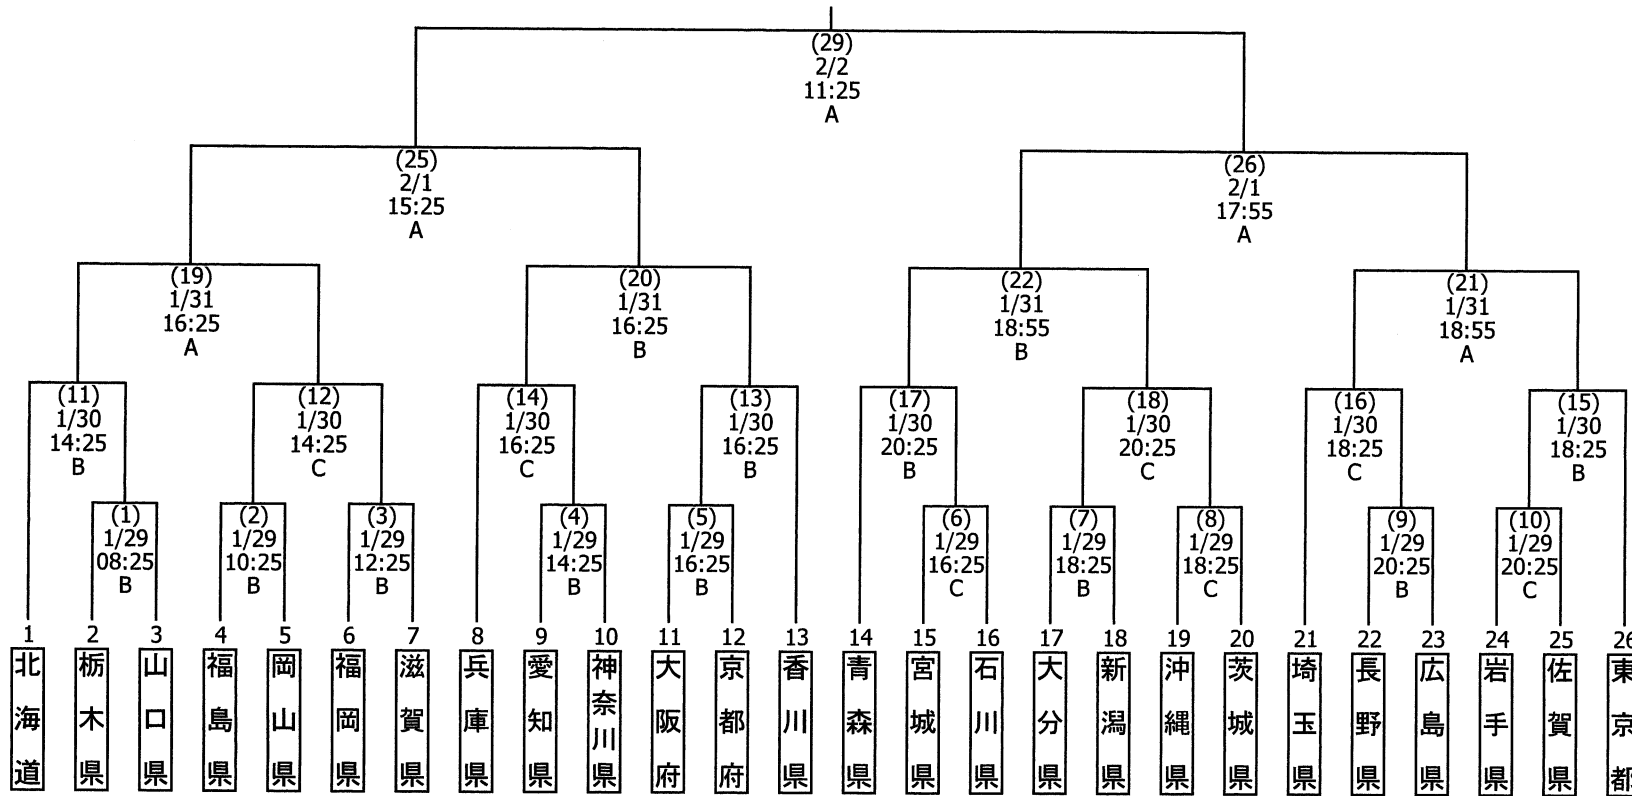 (29)
2/2
11:25
A
(25)
2/1
15:25
A
(26)
2/1
17:55
A
(19)
1/31
16:25
A
(20)
1/31
16:25
B
(22)
1/31
18:55
B
(21)
1/31
18:55
A
(11)
1/30
14:25
B
(12)
1/30
14:25
C
(14)
1/30
16:25
C
(13)
1/30
16:25
B
(17)
1/30
20:25
B
(18)
1/30
20:25
C
(16)
1/30
18:25
C
(15)
1/30
18:25
B
(1)
1/29
08:25
B
(2)
1/29
10:25
B
(3)
1/29
12:25
B
(4)
1/29
14:25
B
(5)
1/29
16:25
B
(6)
1/29
16:25
C
(7)
1/29
18:25
B
(8)
1/29
18:25
C
(9)
1/29
20:25
B
(10)
1/29
20:25
C
1
北海道
2
栃木県
3
山口県
4
福島県
5
岡山県
6
福岡県
7
滋賀県
8
兵庫県
9
愛知県
10
神奈川県
11
大阪府
12
京都府
13
香川県
14
青森県
15
宮城県
16
石川県
17
大分県
18
新潟県
19
沖縄県
20
茨城県
21
埼玉県
22
長野県
23
広島県
24
岩手県
25
佐賀県
26
東京都